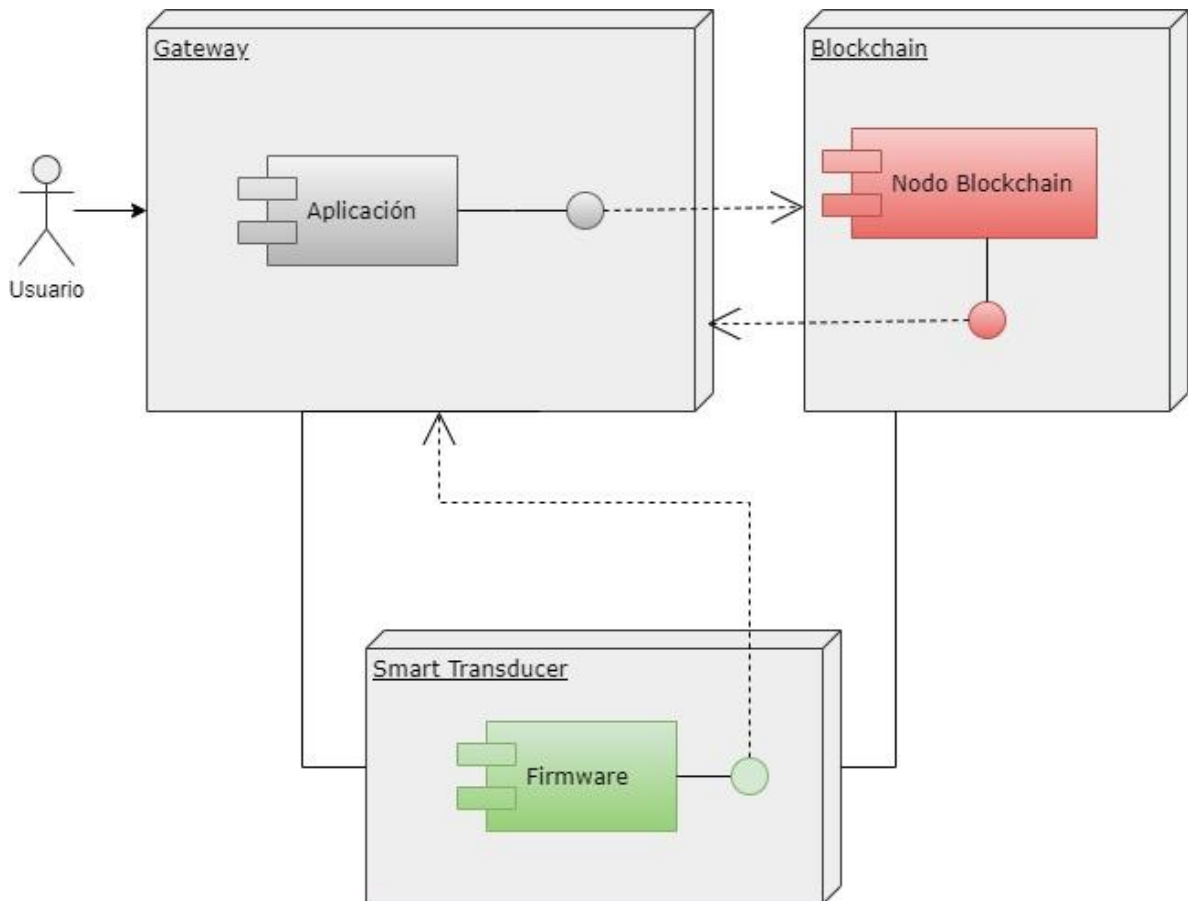 Gateway
Blockchain
Nodo Blockchain
Aplicación
Usuario
Smart Transducer
Firmware